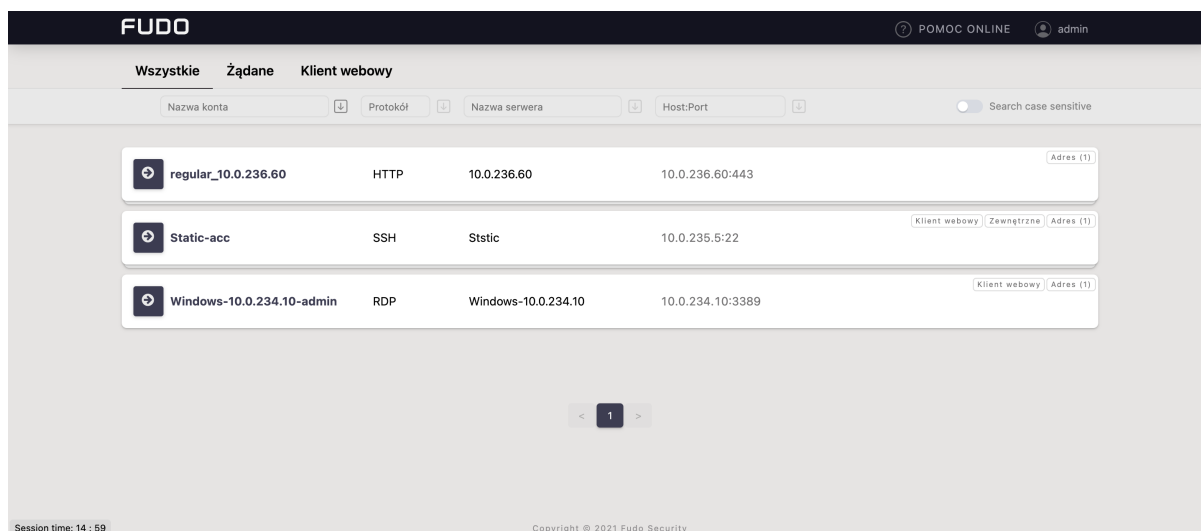 FUDO POMOC ONLINE admin
Wszystkie Żądane Klient webowy
Nazwa konta Protokół Nazwa serwera Host:Port Search case sensitive
Adres (1)
regular_10.0.236.60 HTTP 10.0.236.60 10.0.236.60:443
Klient webowy Zewnętrzne Adres (1)
Static-acc SSH Ststic 10.0.235.5:22
Klient webowy Adres (1)
Windows-10.0.234.10-admin RDP Windows-10.0.234.10 10.0.234.10:3389
< 1 >
Session time: 14 : 59 Copyright © 2021 Fudo Security